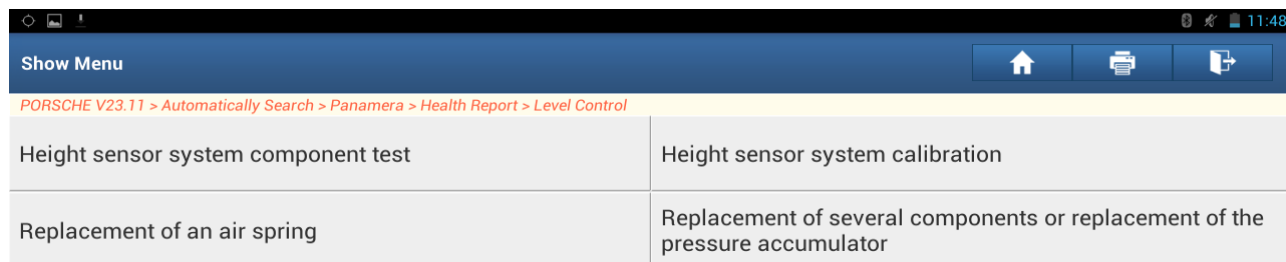 11:48
Show Menu
PORSCHE V23.11 > Automatically Search > Panamera > Health Report > Level Control
Height sensor system component test
Height sensor system calibration
Replacement of an air spring
Replacement of several components or replacement of the
pressure accumulator